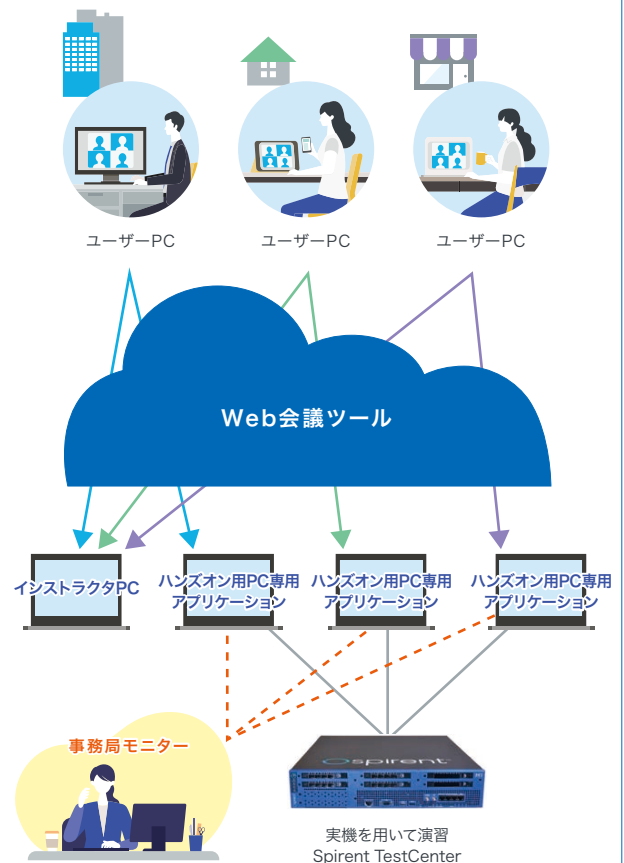 ユーザーPC
ユーザーPC
ユーザーPC
Web会議ツール
インストラクタPC
ハンズオン用PC専用
アプリケーション
ハンズオン用PC専用
アプリケーション
ハンズオン用PC専用
アプリケーション
事務局モニター
spirent
実機を用いて演習
Spirent TestCenter